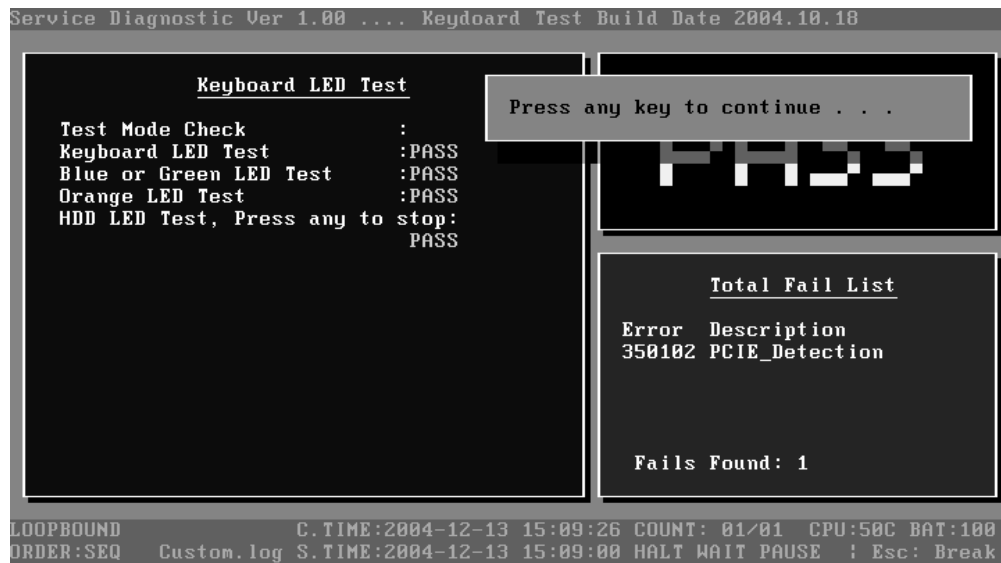 Service Diagnostic Ver 1.00 .... Keydoard Test Build Date 2004.10.18
Keyboard LED Test
Test Mode Check :
Keyboard LED Test :PASS
Blue or Green LED Test :PASS
Orange LED Test :PASS
HDD LED Test, Press any to stop:
PASS
Press any key to continue . . .
PASS
Total Fail List
Error Description
350102 PCIE_Detection
Fails Found: 1
LOOPBOUND C.TIME:2004-12-13 15:09:26 COUNT: 01/01 CPU:50C BAT:100
ORDER:SEQ Custom.log S.TIME:2004-12-13 15:09:00 HALT WAIT PAUSE ¦ Esc: Break